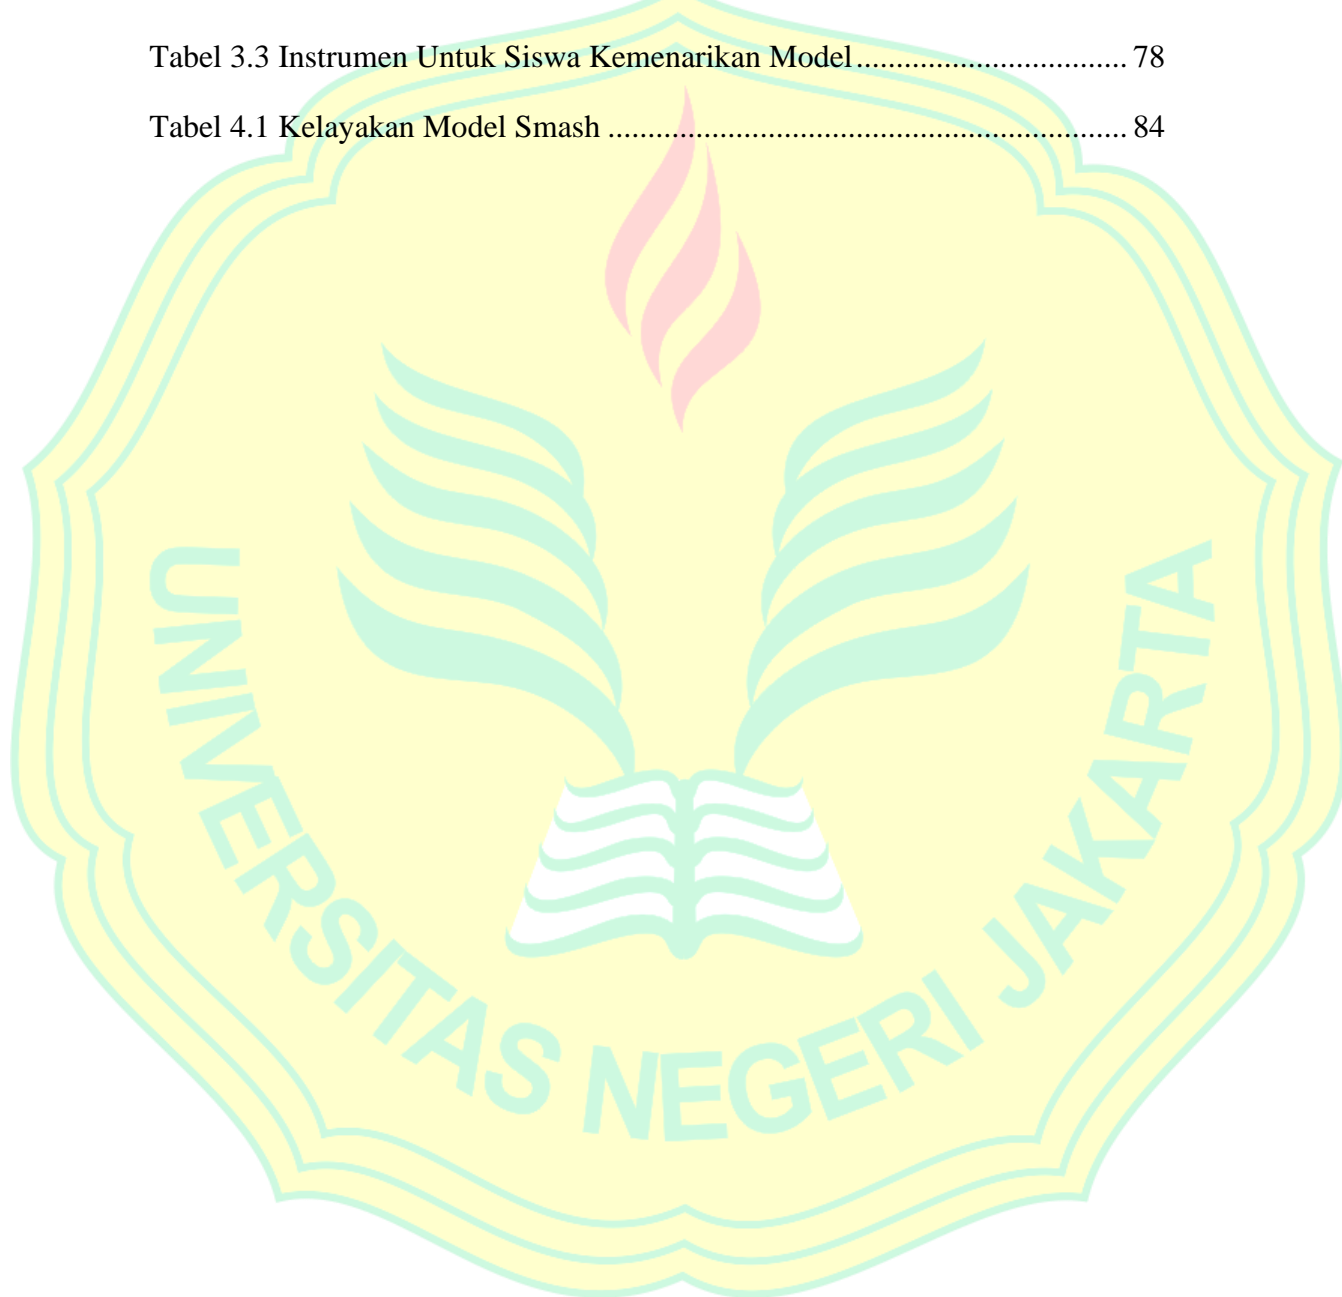 Tabel 3.3 Instrumen Untuk Siswa Kemenarikan Model.................................. 78
Tabel 4.1 Kelayakan Model Smash ................................................................. 84
UNIVERSITAS NEGERI JAKARTA